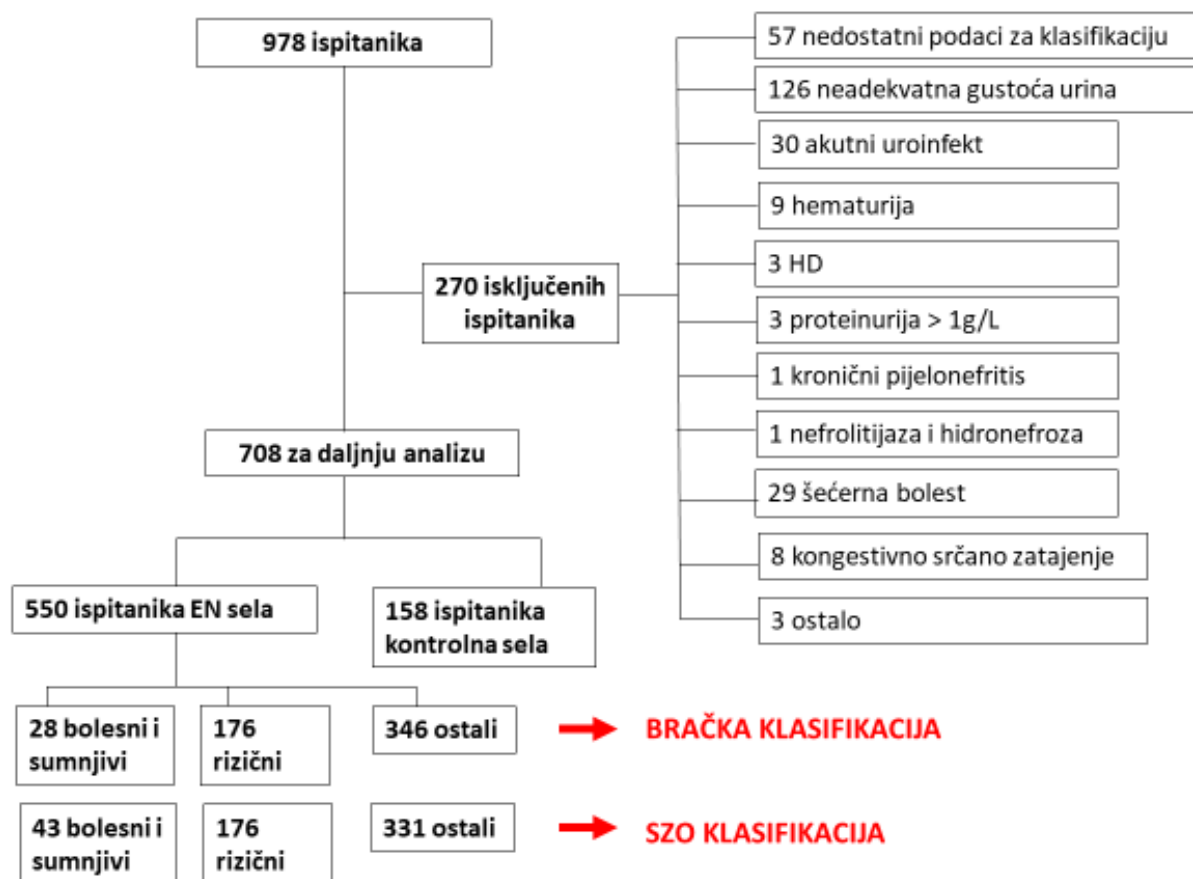 978 ispitanika
57 nedostatni podaci za klasifikaciju
126 neadekvatna gustoća urina
30 akutni uroinfekt
9 hematurija
3 HD
270 isključenih
ispitanika
3 proteinurija > 1g/L
1 kronični pijelonefritis
1 nefrolitijaza i hidronefroza
29 šećerna bolest
8 kongestivno srčano zatajenje
3 ostalo
708 za daljnju analizu
550 ispitanika EN sela
158 ispitanika
kontrolna sela
28 bolesni i
sumnjivi
176
rizični
346 ostali
BRAČKA KLASIFIKACIJA
43 bolesni i
sumnjivi
176
rizični
331 ostali
SZO KLASIFIKACIJA